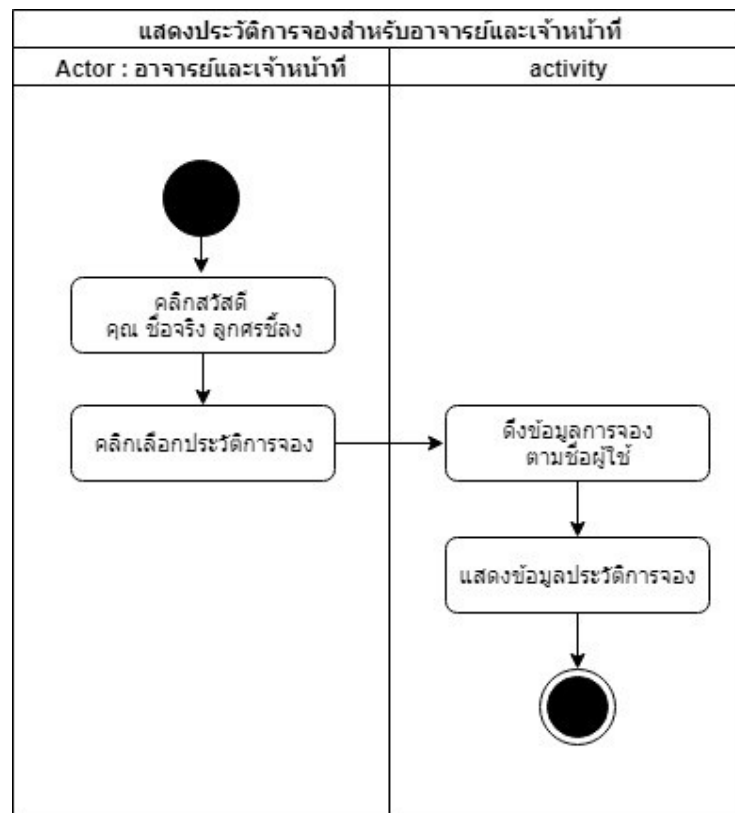 แสดงประวัติการจองสำหรับอาจารย์และเจ้าหน้าที่
Actor : อาจารย์และเจ้าหน้าที่
activity
คลิกสวัสดี
คุณ ชื่อจริง ลูกศรชี้ลง
คลิกเลือกประวัติการจอง
ดึงข้อมูลการจอง
ตามชื่อผู้ใช้
แสดงข้อมูลประวัติการจอง